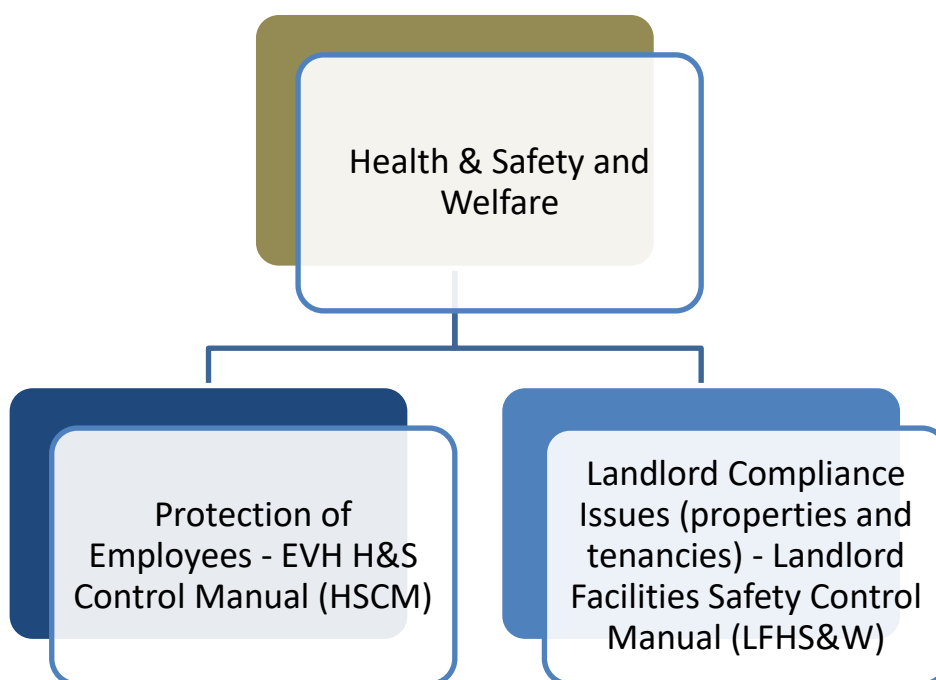 Health & Safety and
Welfare
Protection of
Employees - EVH H&S
Control Manual (HSCM)
Landlord Compliance
Issues (properties and
tenancies) - Landlord
Facilities Safety Control
Manual (LFHS&W)